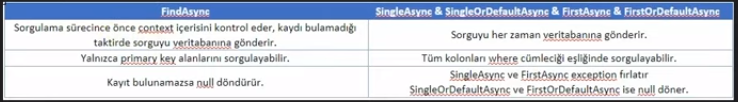 FindAsync
SingleAsync & SingleOrDefaultAsync & FirstAsync & FirstOrDefaultAsync
Sorgulama sürecince önce context içerisini kontrol eder, kaydı bulamadığı
taktirde sorguyu veritabanına gönderir.
Sorguyu her zaman veritabanına gönderir.
Yalnızca primary key alanlarını sorgulayabilir.
Tüm kolonları where cümleciği eşliğinde sorgulayabilir.
Kayıt bulunamazsa null döndürür.
SingleAsync ve FirstAsync exception fırlatır
SingleOrDefaultAsync ve FirstOrDefaultAsync ise null döner.